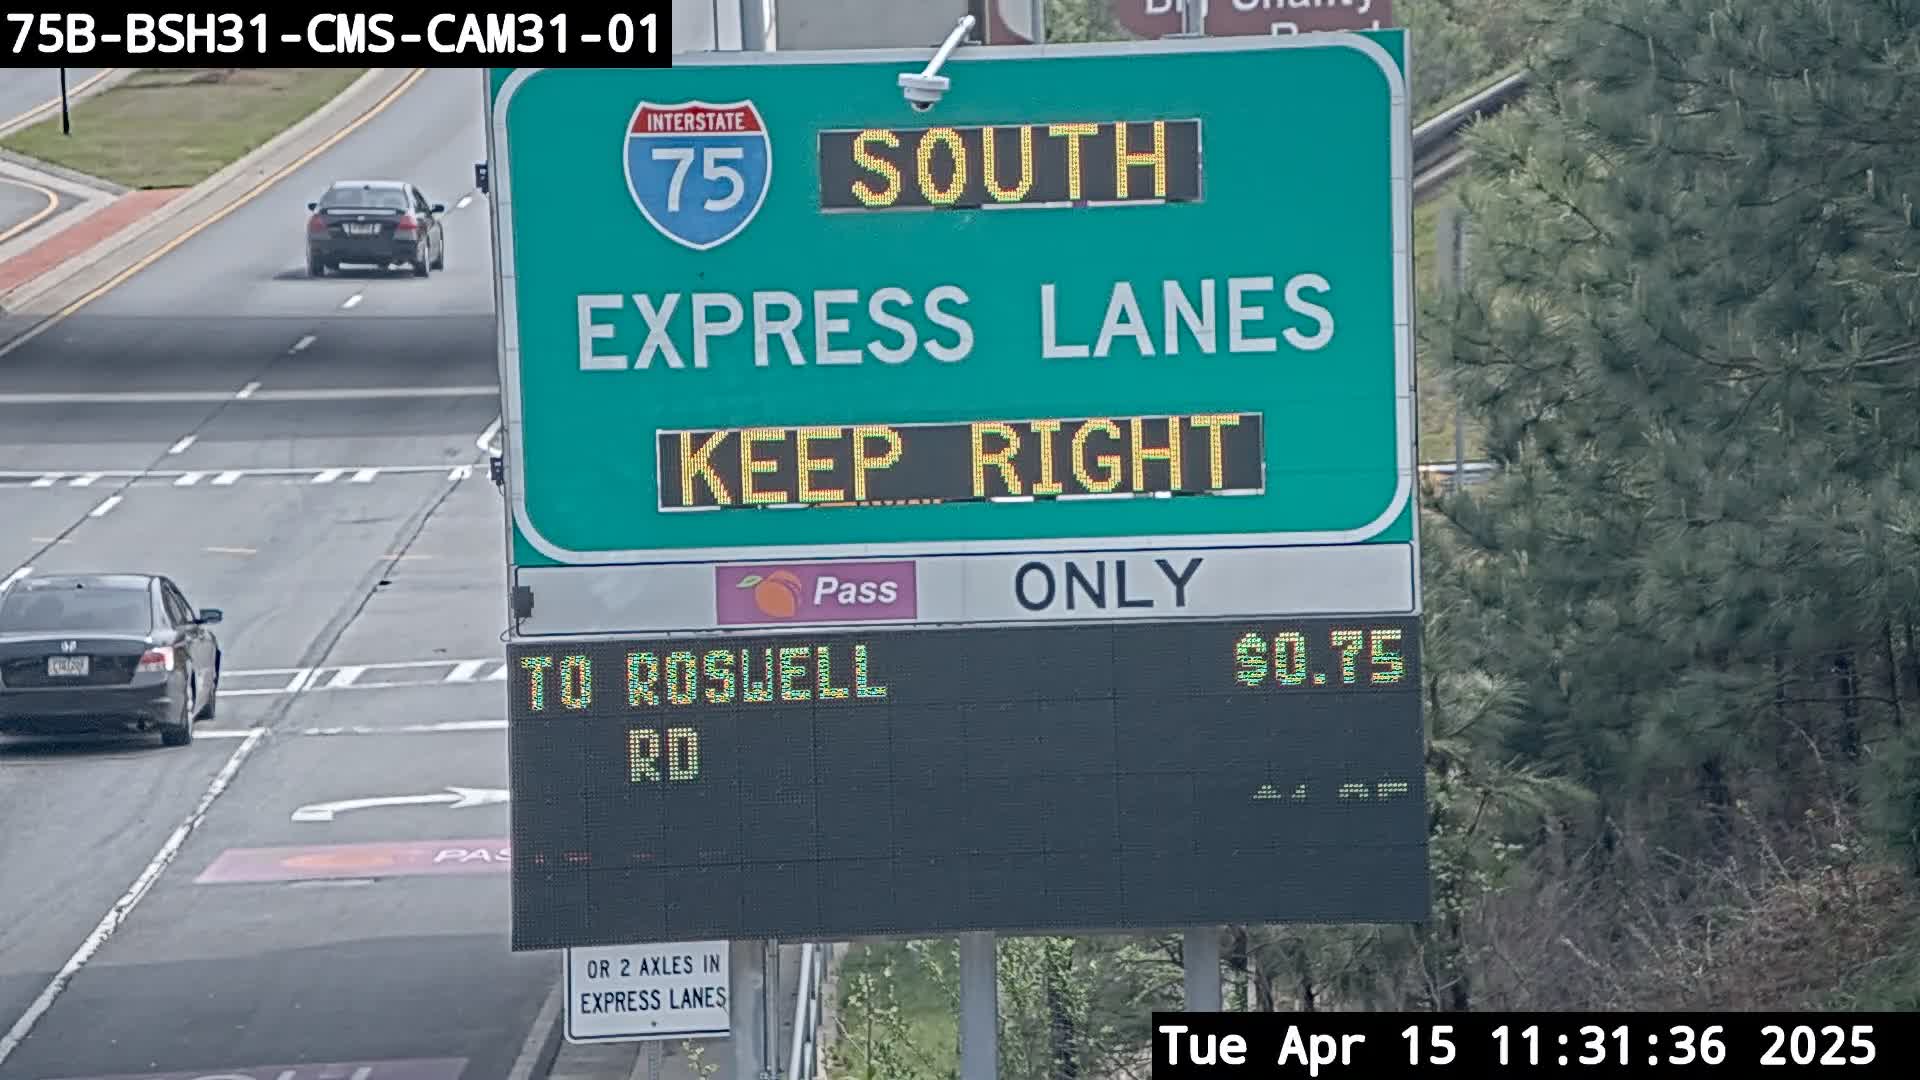 75B-BSH31-CMS-CAM31-01
INTERSTATE
75
SOUTH
EXPRESS LANES
KEEP RIGHT
Pass ONLY
TO ROSWELL $0.75
RD
OR 2 AXLES IN
EXPRESS LANES
Tue Apr 15 11:31:36 2025